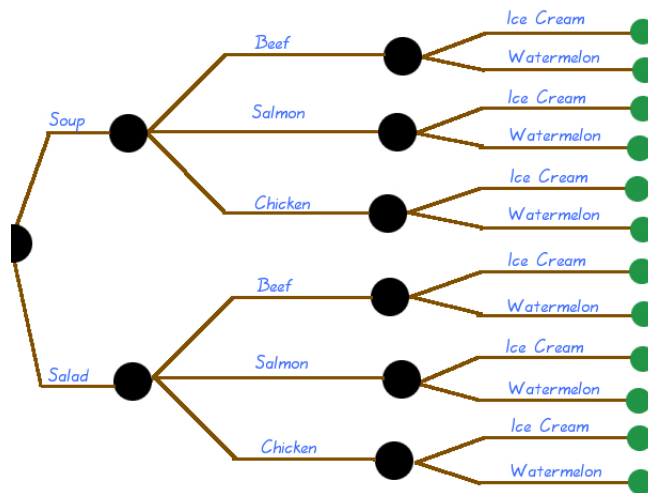 Ice Cream
Beef
Watermelon
Ice Cream
Soup
Salmon
Watermelon
Ice Cream
Chicken
Watermelon
Ice Cream
Beef
Watermelon
Ice Cream
Salad
Salmon
Watermelon
Ice Cream
Chicken
Watermelon